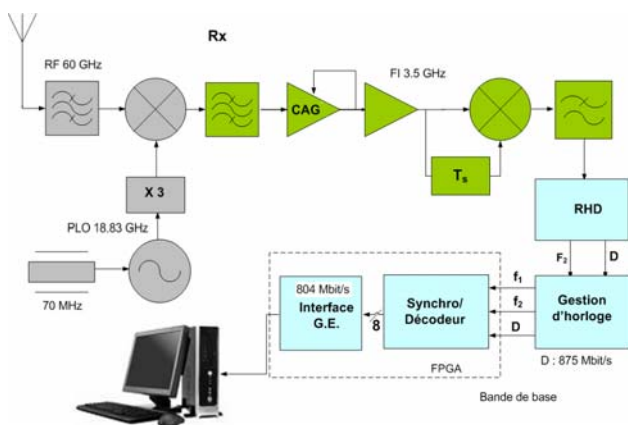 Rx
RF 60 GHz
FI 3.5 GHz
CAG
X 3
Ts
PLO 18.83 GHz
RHD
F2
D
70 MHz
804 Mbit/s
Interface
G.E.
8
Synchro/
Décodeur
f1
f2
D
Gestion
d'horloge
FPGA
D : 875 Mbit/s
Bande de base